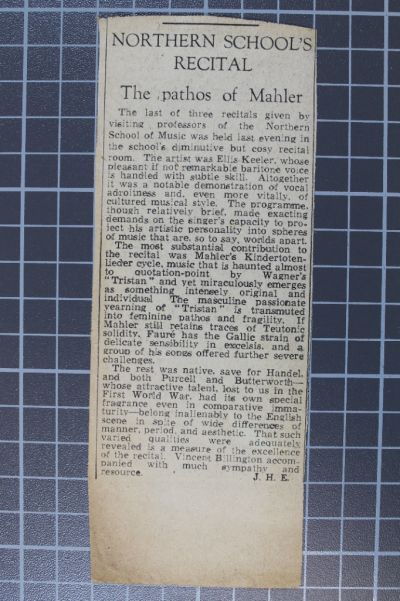 NORTHERN SCHOOL'S
RECITAL
The pathos of Mahler
The last of three recitals given by
visiting professors of the Northern
School of Music was held last evening in
the school's diminutive but cosy recital
room. The artist was Ellis Keeler, whose
pleasant if not remarkable baritone voice
is handled with subtle skill. Altogether
it was a notable demonstration of vocal
adroitness and, even more vitally, of
cultured musical style. The programme,
though relatively brief, made exacting
demands on the singer's capacity to pro-
ject his artistic personality into spheres
of music that are, so to say, worlds apart.
The most substantial contribution to
the recital was Mahler's Kindertoten-
lieder cycle, music that is haunted almost
to quotation-point by Wagner's
"Tristan" and yet miraculously emerges
as something intensely original and
individual. The masculine passionate
yearning of "Tristan" is transmuted
into feminine pathos and fragility. If
Mahler still retains traces of Teutonic
solidity, Fauré has the Gallic strain of
delicate sensibility in excelsis, and a
group of his songs offered further severe
challenges.
The rest was native, save for Handel,
and both Purcell and Butterworth—
whose attractive talent, lost to us in the
First World War, had its own special
fragrance even in comparative imma-
turity—belong inalienably to the English
scene in spite of wide differences of
manner, period, and aesthetic. That such
varied qualities were adequately
revealed is a measure of the excellence
of the recital. Vincent Billington accom-
panied with much sympathy and
resource. J. H. E.